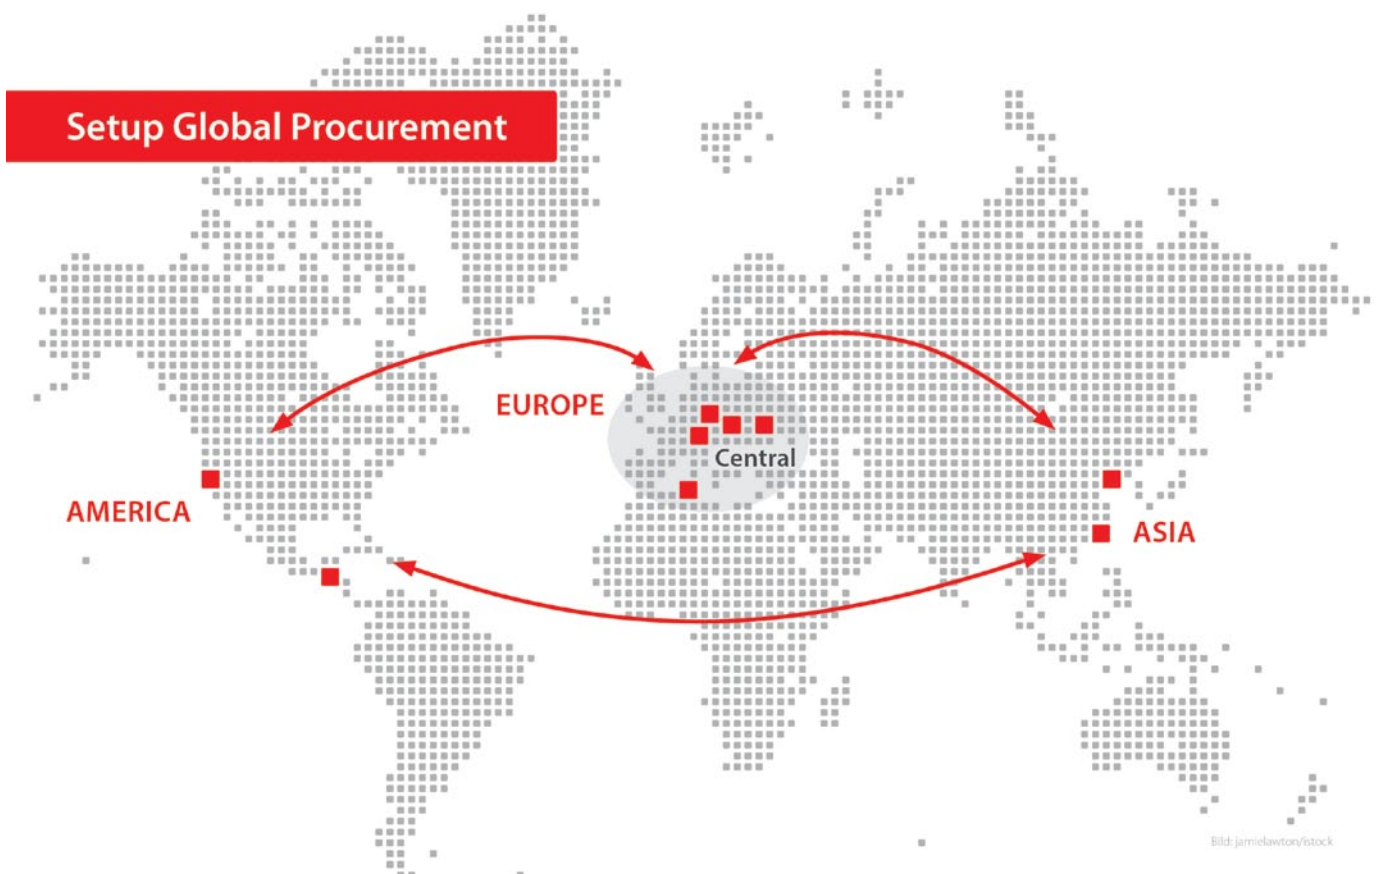 Setup Global Procurement
EUROPE
Central
AMERICA
ASIA
Bild: jamielawton/istock